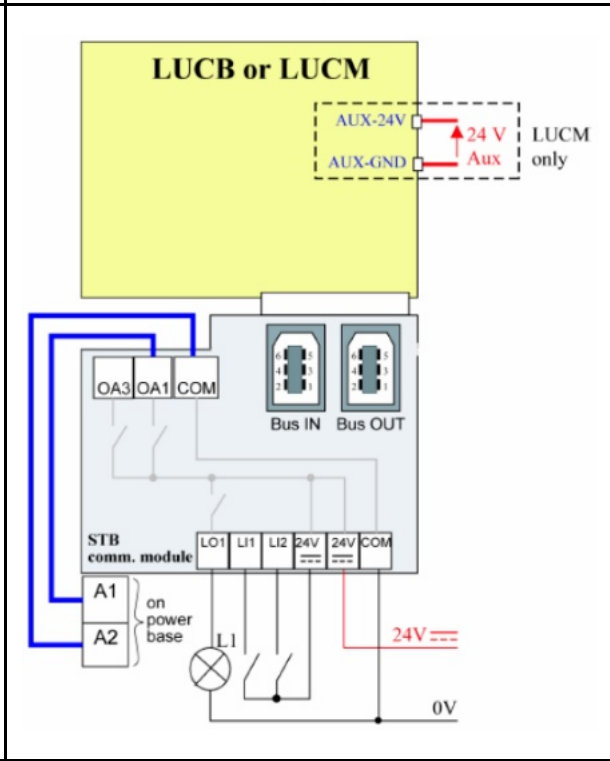 LUCB or LUCM
AUX-24V
24 V
LUCM
AUX-GND
Aux
only
OA3 OA1 COM
6 5
4 3
2 1
6 5
4 3
2 1
Bus IN Bus OUT
STB
comm. module
LO1 LI1 LI2 24V 24V COM
A1
A2
on
power
base
L1
24V
0V